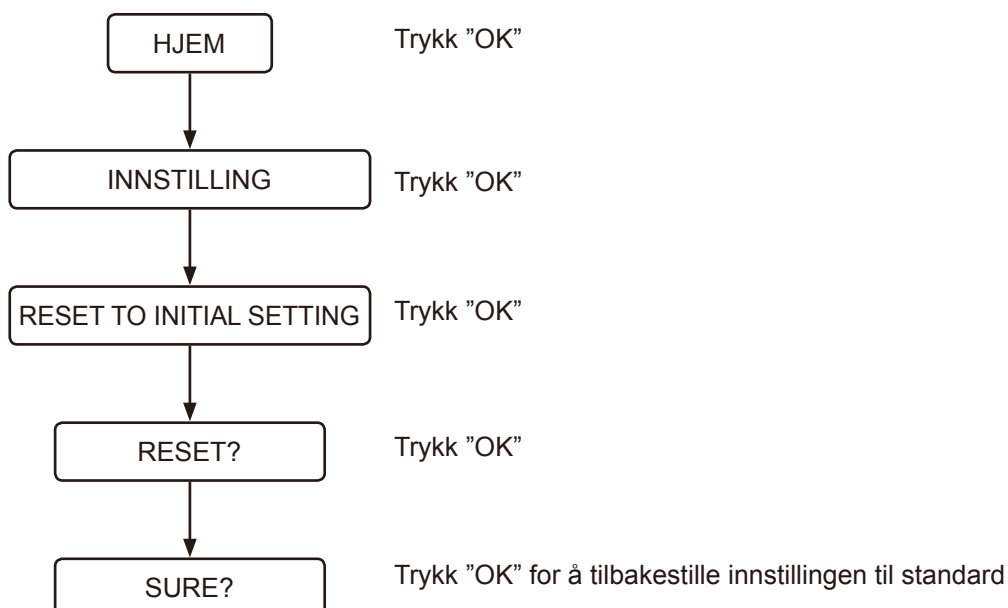 HJEM
Trykk ”OK”
INNSTILLING
Trykk ”OK”
RESET TO INITIAL SETTING
Trykk ”OK”
RESET?
Trykk ”OK”
SURE?
Trykk ”OK” for å tilbakestille innstillingen til standard